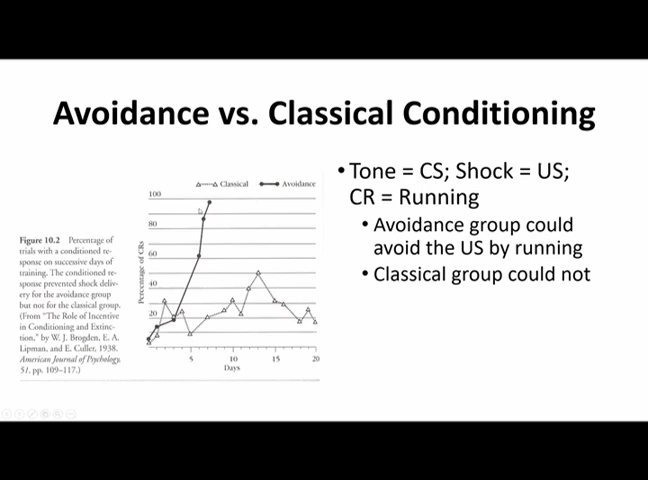 Avoidance vs. Classical Conditioning
• Tone = CS; Shock = US;
CR = Running
• Avoidance group could
avoid the US by running
• Classical group could not
Figure 10.2 Percentage of
trials with a conditioned re-
sponse on successive days of
training. The conditioned re-
sponse prevented shock deliv-
ery for the avoidance group
but not for the classical group.
(From "The Role of Incentive
in Conditioning and Extinc-
tion," by W. J. Brogden, E. A.
Lipman, and E. Culler, 1938.
American Journal of Psychology,
51, pp. 109–117.)
Classical Avoidance
Percentage of CRs
100
80
60
40
20
5 10 15 20
Days